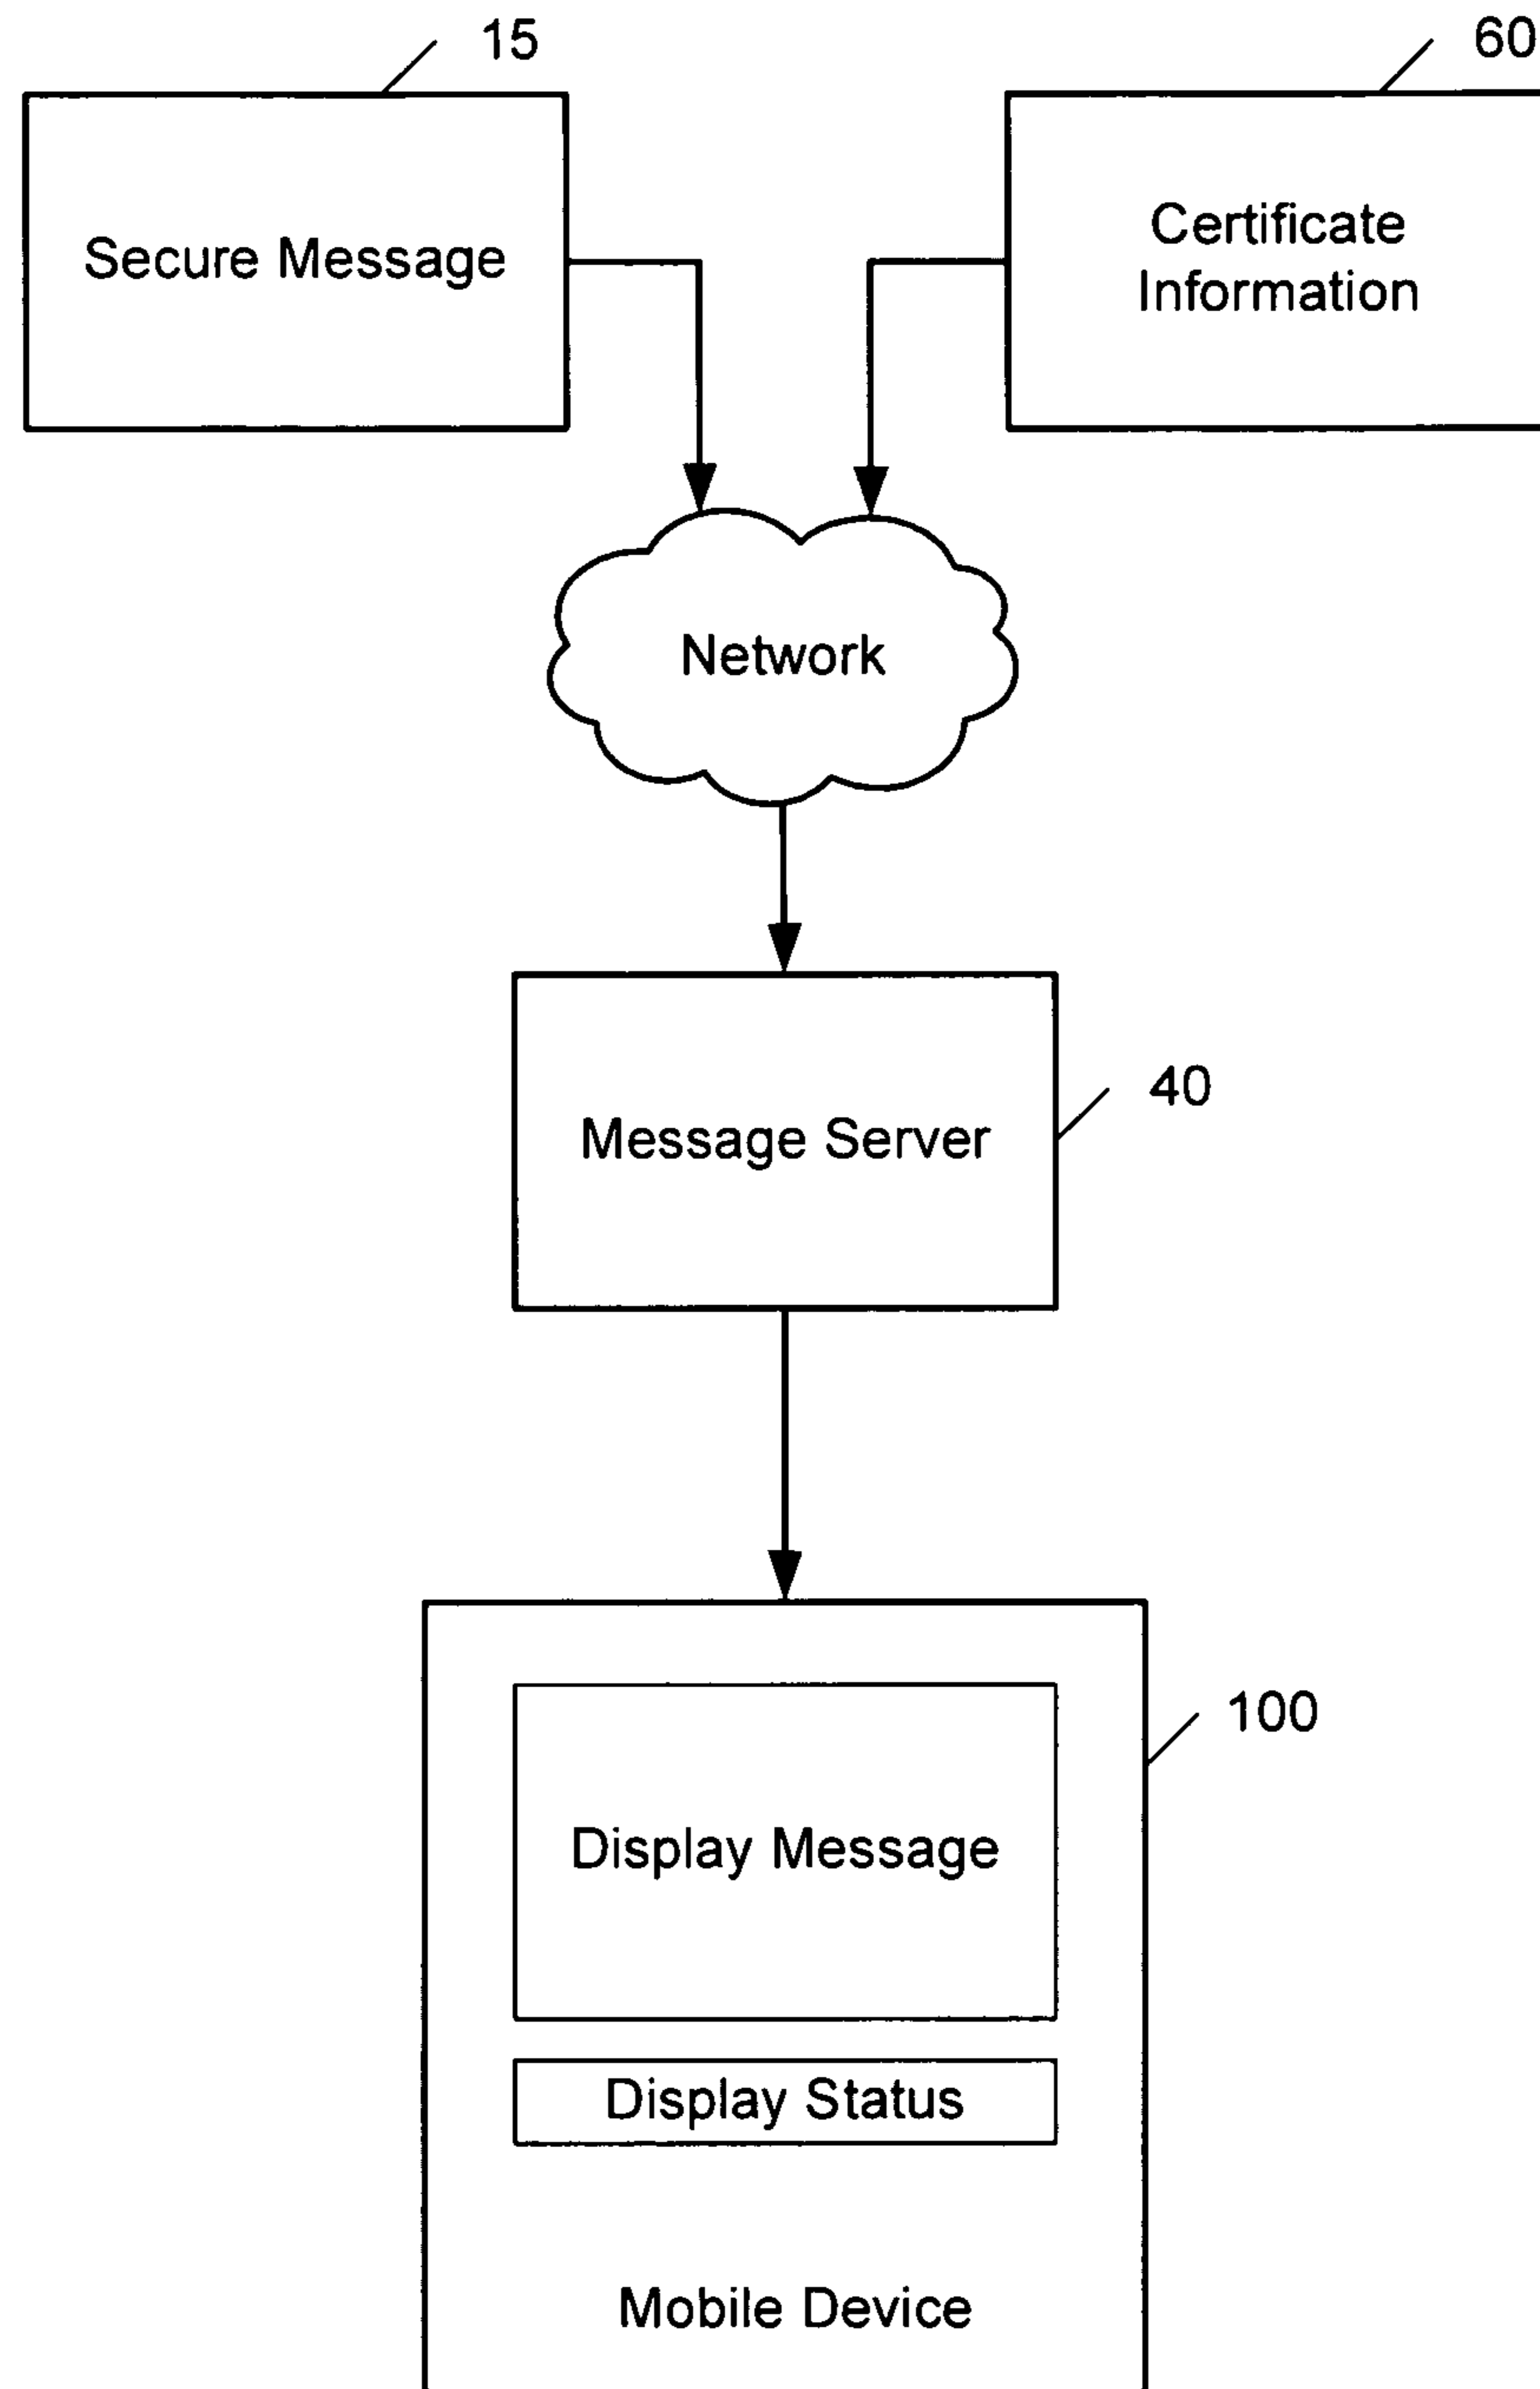 15
60
Secure Message
Certificate
Information
Network
40
Message Server
100
Display Message
Display Status
Mobile Device